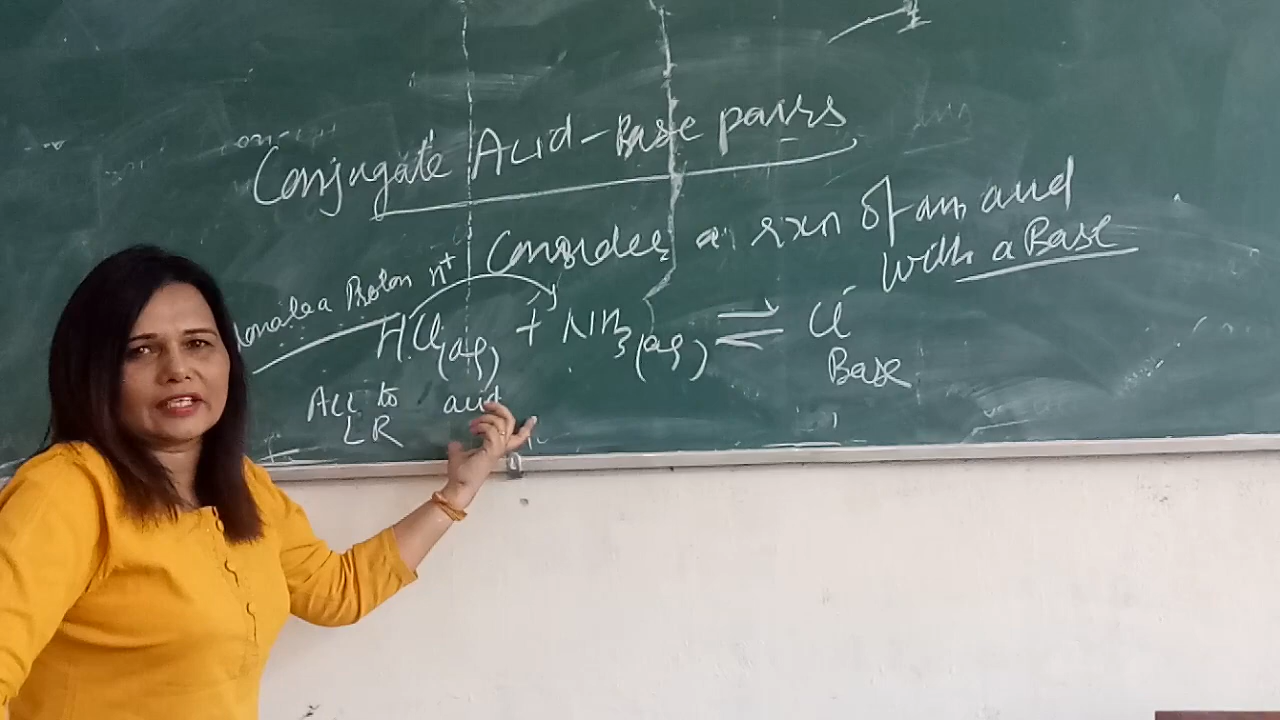 Conjugate Acid-Base pairs
Consider a rxn of an acid
with a Base
Donate a Proton H+
HCl(aq) + NH3(aq) ⇌ Cl-
Base
Acc to acid
LR